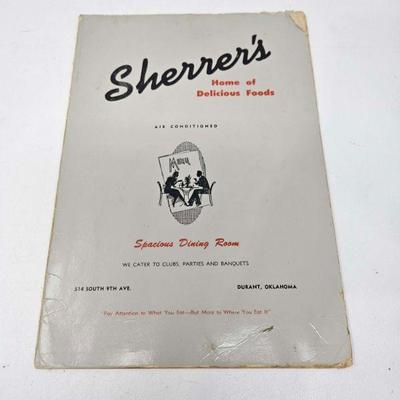 Sherrer's
Home of
Delicious Foods
AIR CONDITIONED
Menu
Spacious Dining Room
WE CATER TO CLUBS, PARTIES AND BANQUETS
514 SOUTH 9TH AVE. DURANT, OKLAHOMA
"Pay Attention to What You Eat—But More to Where You Eat It"